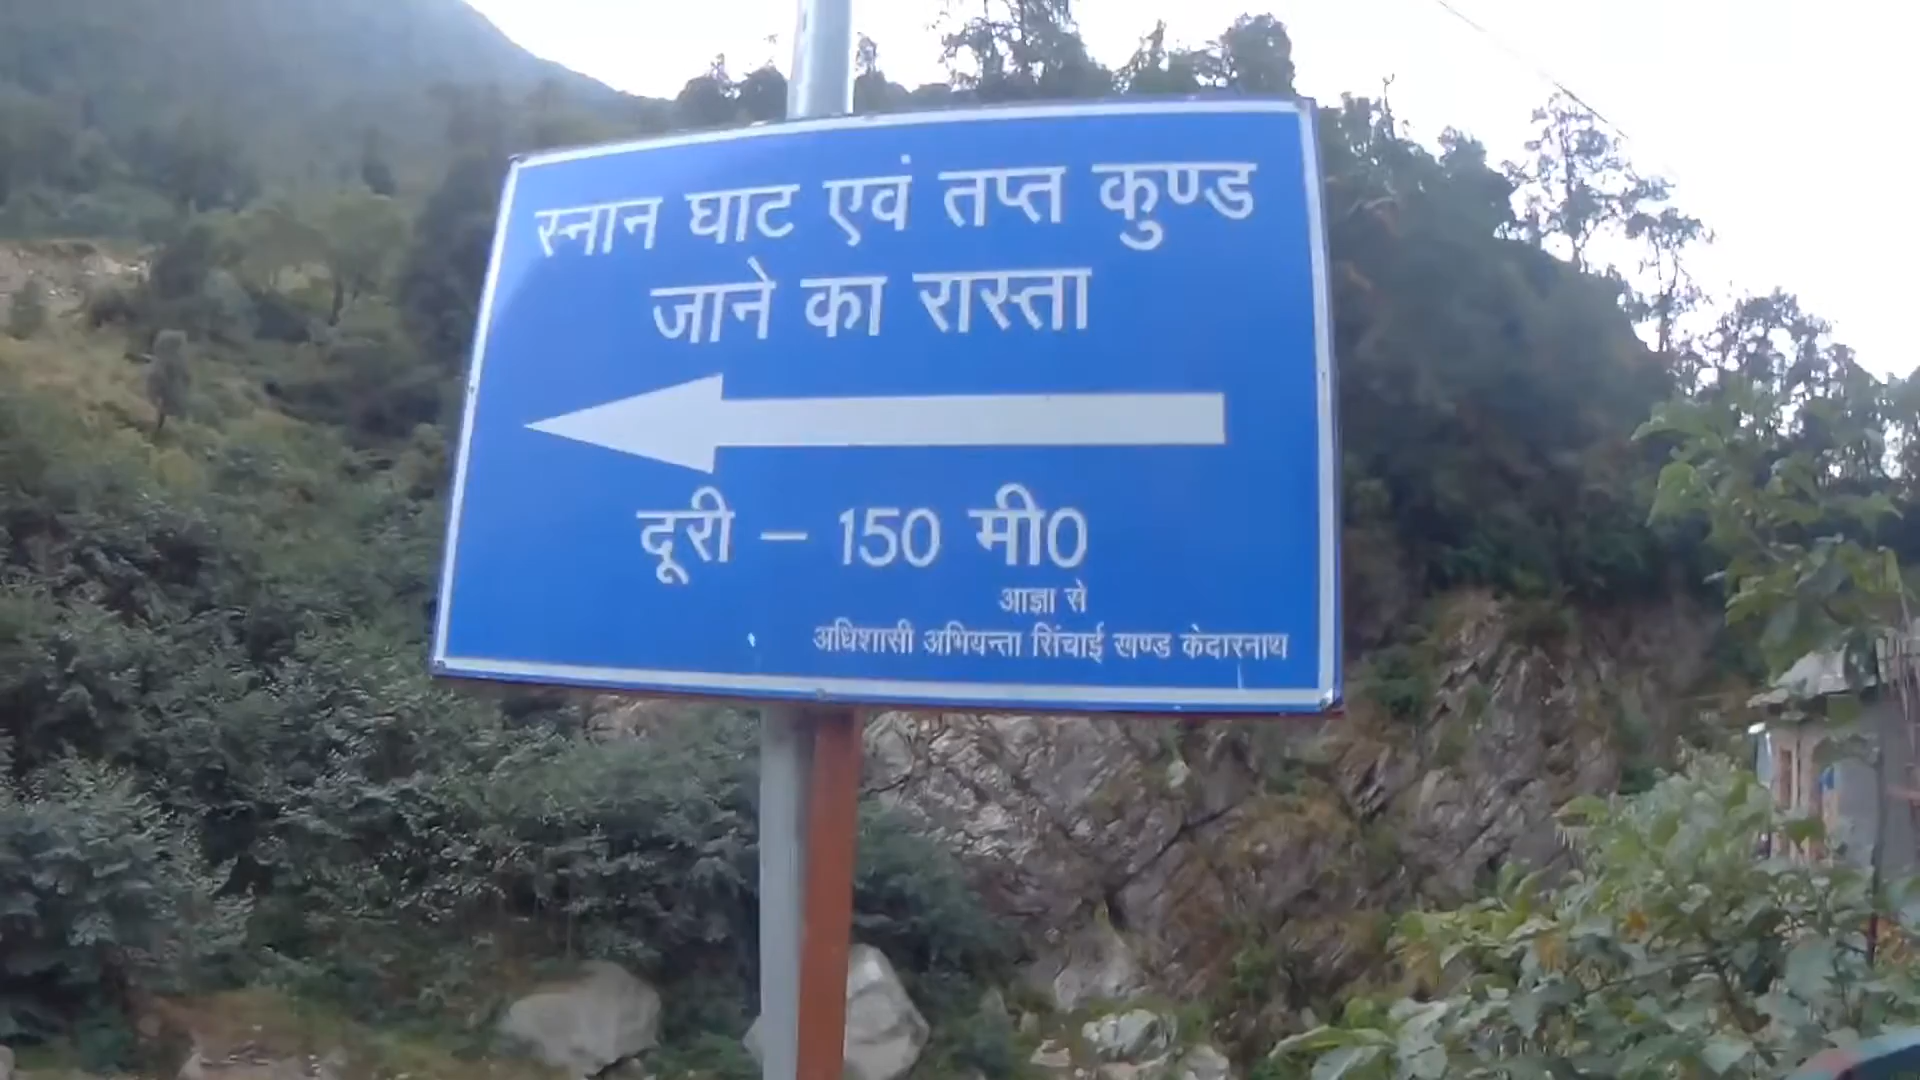 स्नान घाट एवं तप्त कुण्ड
जाने का रास्ता
दूरी – 150 मी0
आज्ञा से
अधिशासी अभियन्ता सिंचाई खण्ड केदारनाथ